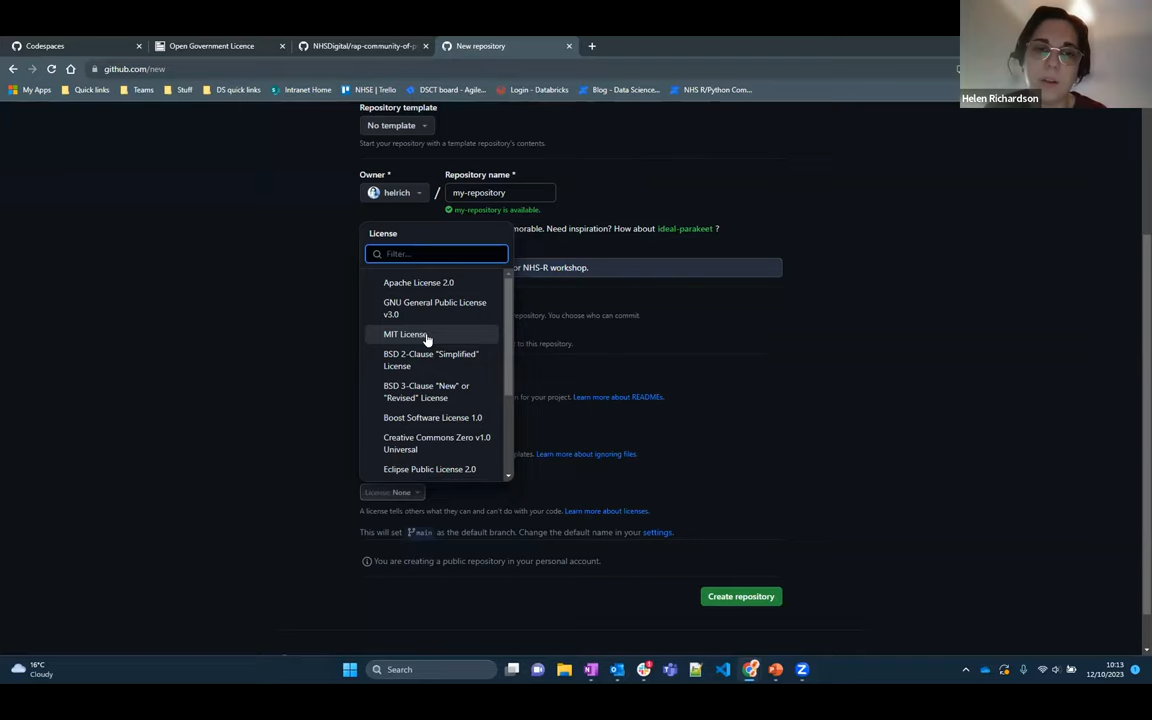 Codespaces
Open Government Licence
NHSDigital/rap-community-of-p
New repository
github.com/new
My Apps
Quick links
Teams
Stuff
DS quick links
Intranet Home
NHSE | Trello
DSCT board - Agile...
Login - Databricks
Blog - Data Science...
NHS R/Python Com...
Helen Richardson
Repository template
No template
Start your repository with a template repository's contents.
Owner *
Repository name *
helrich
/
my-repository
my-repository is available.
morable. Need inspiration? How about ideal-parakeet ?
License
Filter...
or NHS-R workshop.
Apache License 2.0
GNU General Public License
v3.0
epository. You choose who can commit.
MIT License
t to this repository.
BSD 2-Clause "Simplified"
License
BSD 3-Clause "New" or
"Revised" License
n for your project. Learn more about READMEs.
Boost Software License 1.0
Creative Commons Zero v1.0
Universal
plates. Learn more about ignoring files.
Eclipse Public License 2.0
License: None
A license tells others what they can and can't do with your code. Learn more about licenses.
This will set main as the default branch. Change the default name in your settings.
You are creating a public repository in your personal account.
Create repository
16°C
Cloudy
Search
10:13
12/10/2023